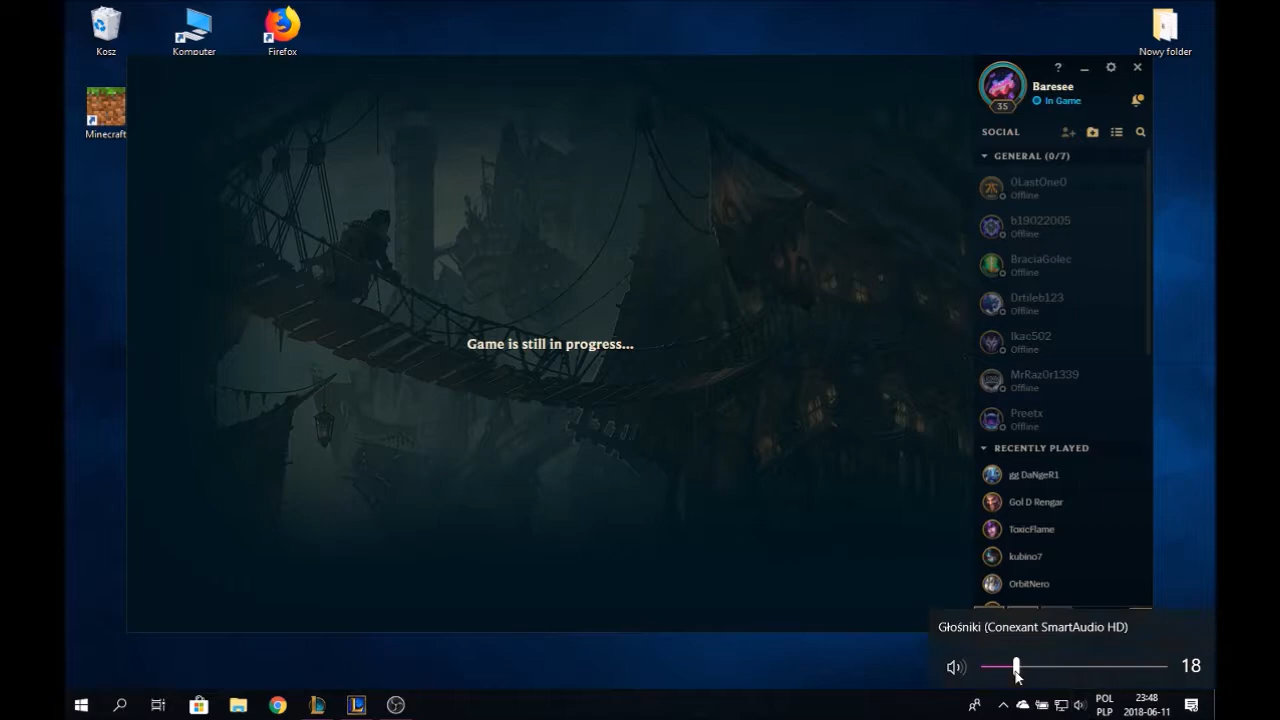 Kosz
Komputer
Firefox
Nowy folder
Minecraft
?
Baresee
In Game
35
SOCIAL
GENERAL (0/7)
0LastOne0
Offline
b19022005
Offline
BraciaGolec
Offline
Drtileb123
Offline
lkac502
Offline
MrRaz0r1339
Offline
Preetx
Offline
RECENTLY PLAYED
gg DaNgeR1
Gol D Rengar
ToxicFlame
kubino7
OrbitNero
Game is still in progress...
Głośniki (Conexant SmartAudio HD)
18
POL
PLP
23:48
2018-06-11